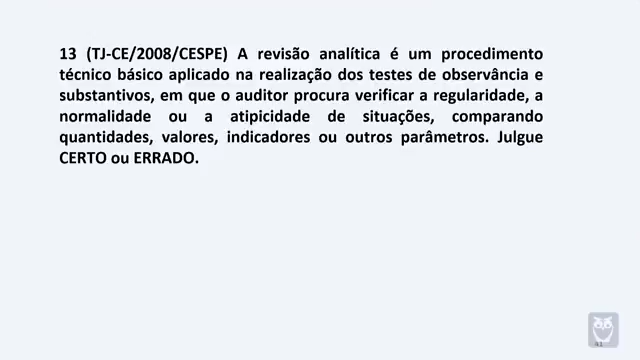 13 (TJ-CE/2008/CESPE) A revisão analítica é um procedimento
técnico básico aplicado na realização dos testes de observância e
substantivos, em que o auditor procura verificar a regularidade, a
normalidade ou a atipicidade de situações, comparando
quantidades, valores, indicadores ou outros parâmetros. Julgue
CERTO ou ERRADO.
41